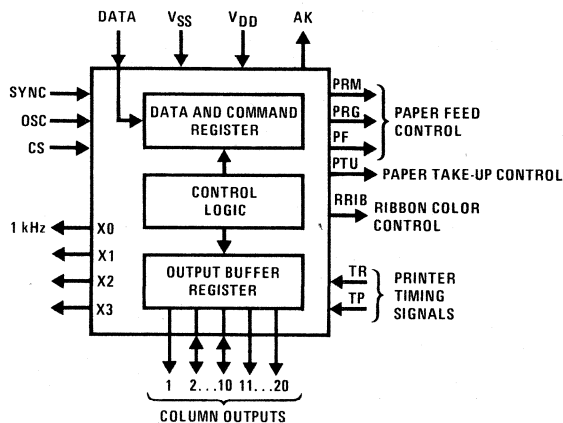 DATA VSS VDD AK
SYNC
OSC
CS
DATA AND COMMAND
REGISTER
PRM
PRG
PF
PAPER FEED
CONTROL
PTU PAPER TAKE-UP CONTROL
CONTROL
LOGIC
RRIB RIBBON COLOR
CONTROL
1 kHz X0
X1
X2
X3
OUTPUT BUFFER
REGISTER
TR
TP
PRINTER
TIMING
SIGNALS
1 2...10 11...20
COLUMN OUTPUTS